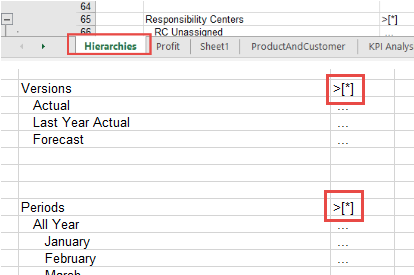 64
65 Responsibility Centers >[*]
66 RC Unassigned ...
Hierarchies Profit Sheet1 ProductAndCustomer KPI Analys
Versions >[*]
Actual ...
Last Year Actual ...
Forecast ...
Periods >[*]
All Year ...
January ...
February ...
March